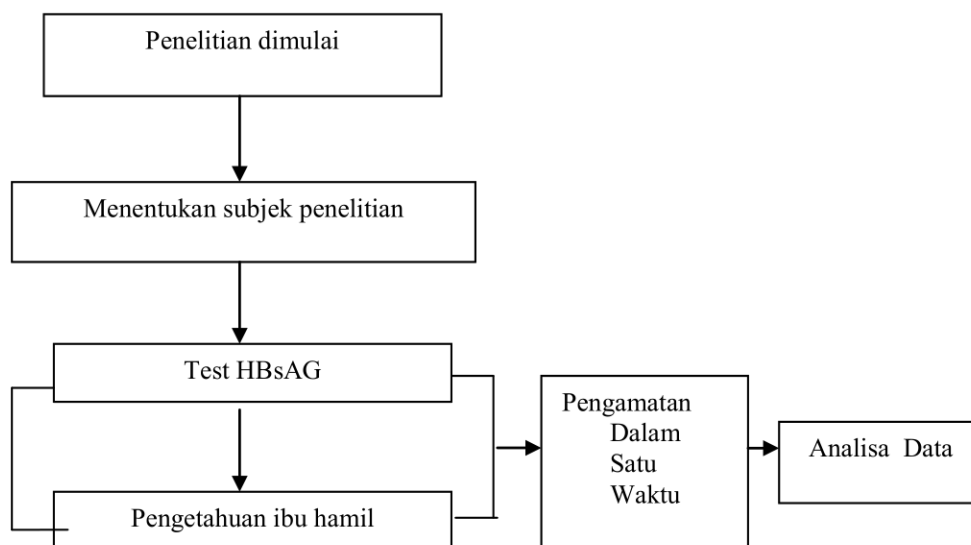 Penelitian dimulai
Menentukan subjek penelitian
Test HBsAG
Pengetahuan ibu hamil
Pengamatan
Dalam
Satu
Waktu
Analisa Data